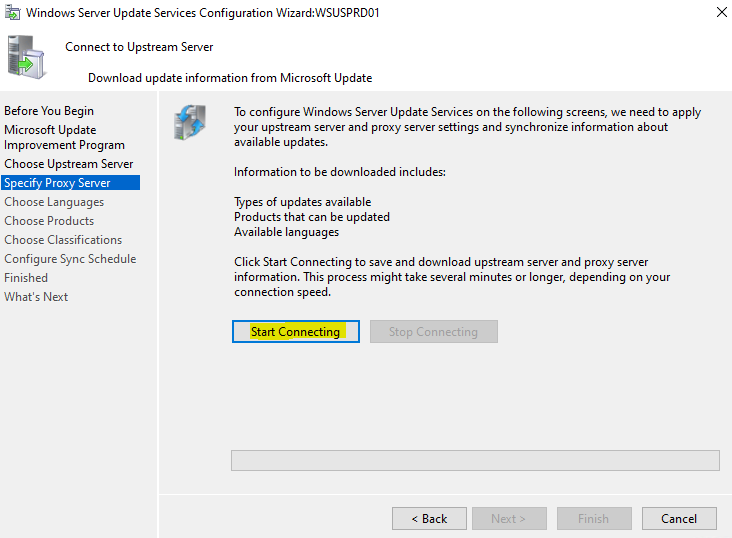 Windows Server Update Services Configuration Wizard:WSUSPRD01
Connect to Upstream Server
Download update information from Microsoft Update
Before You Begin
Microsoft Update
Improvement Program
Choose Upstream Server
Specify Proxy Server
Choose Languages
Choose Products
Choose Classifications
Configure Sync Schedule
Finished
What's Next
To configure Windows Server Update Services on the following screens, we need to apply
your upstream server and proxy server settings and synchronize information about
available updates.
Information to be downloaded includes:
Types of updates available
Products that can be updated
Available languages
Click Start Connecting to save and download upstream server and proxy server
information. This process might take several minutes or longer, depending on your
connection speed.
Start Connecting
Stop Connecting
< Back
Next >
Finish
Cancel